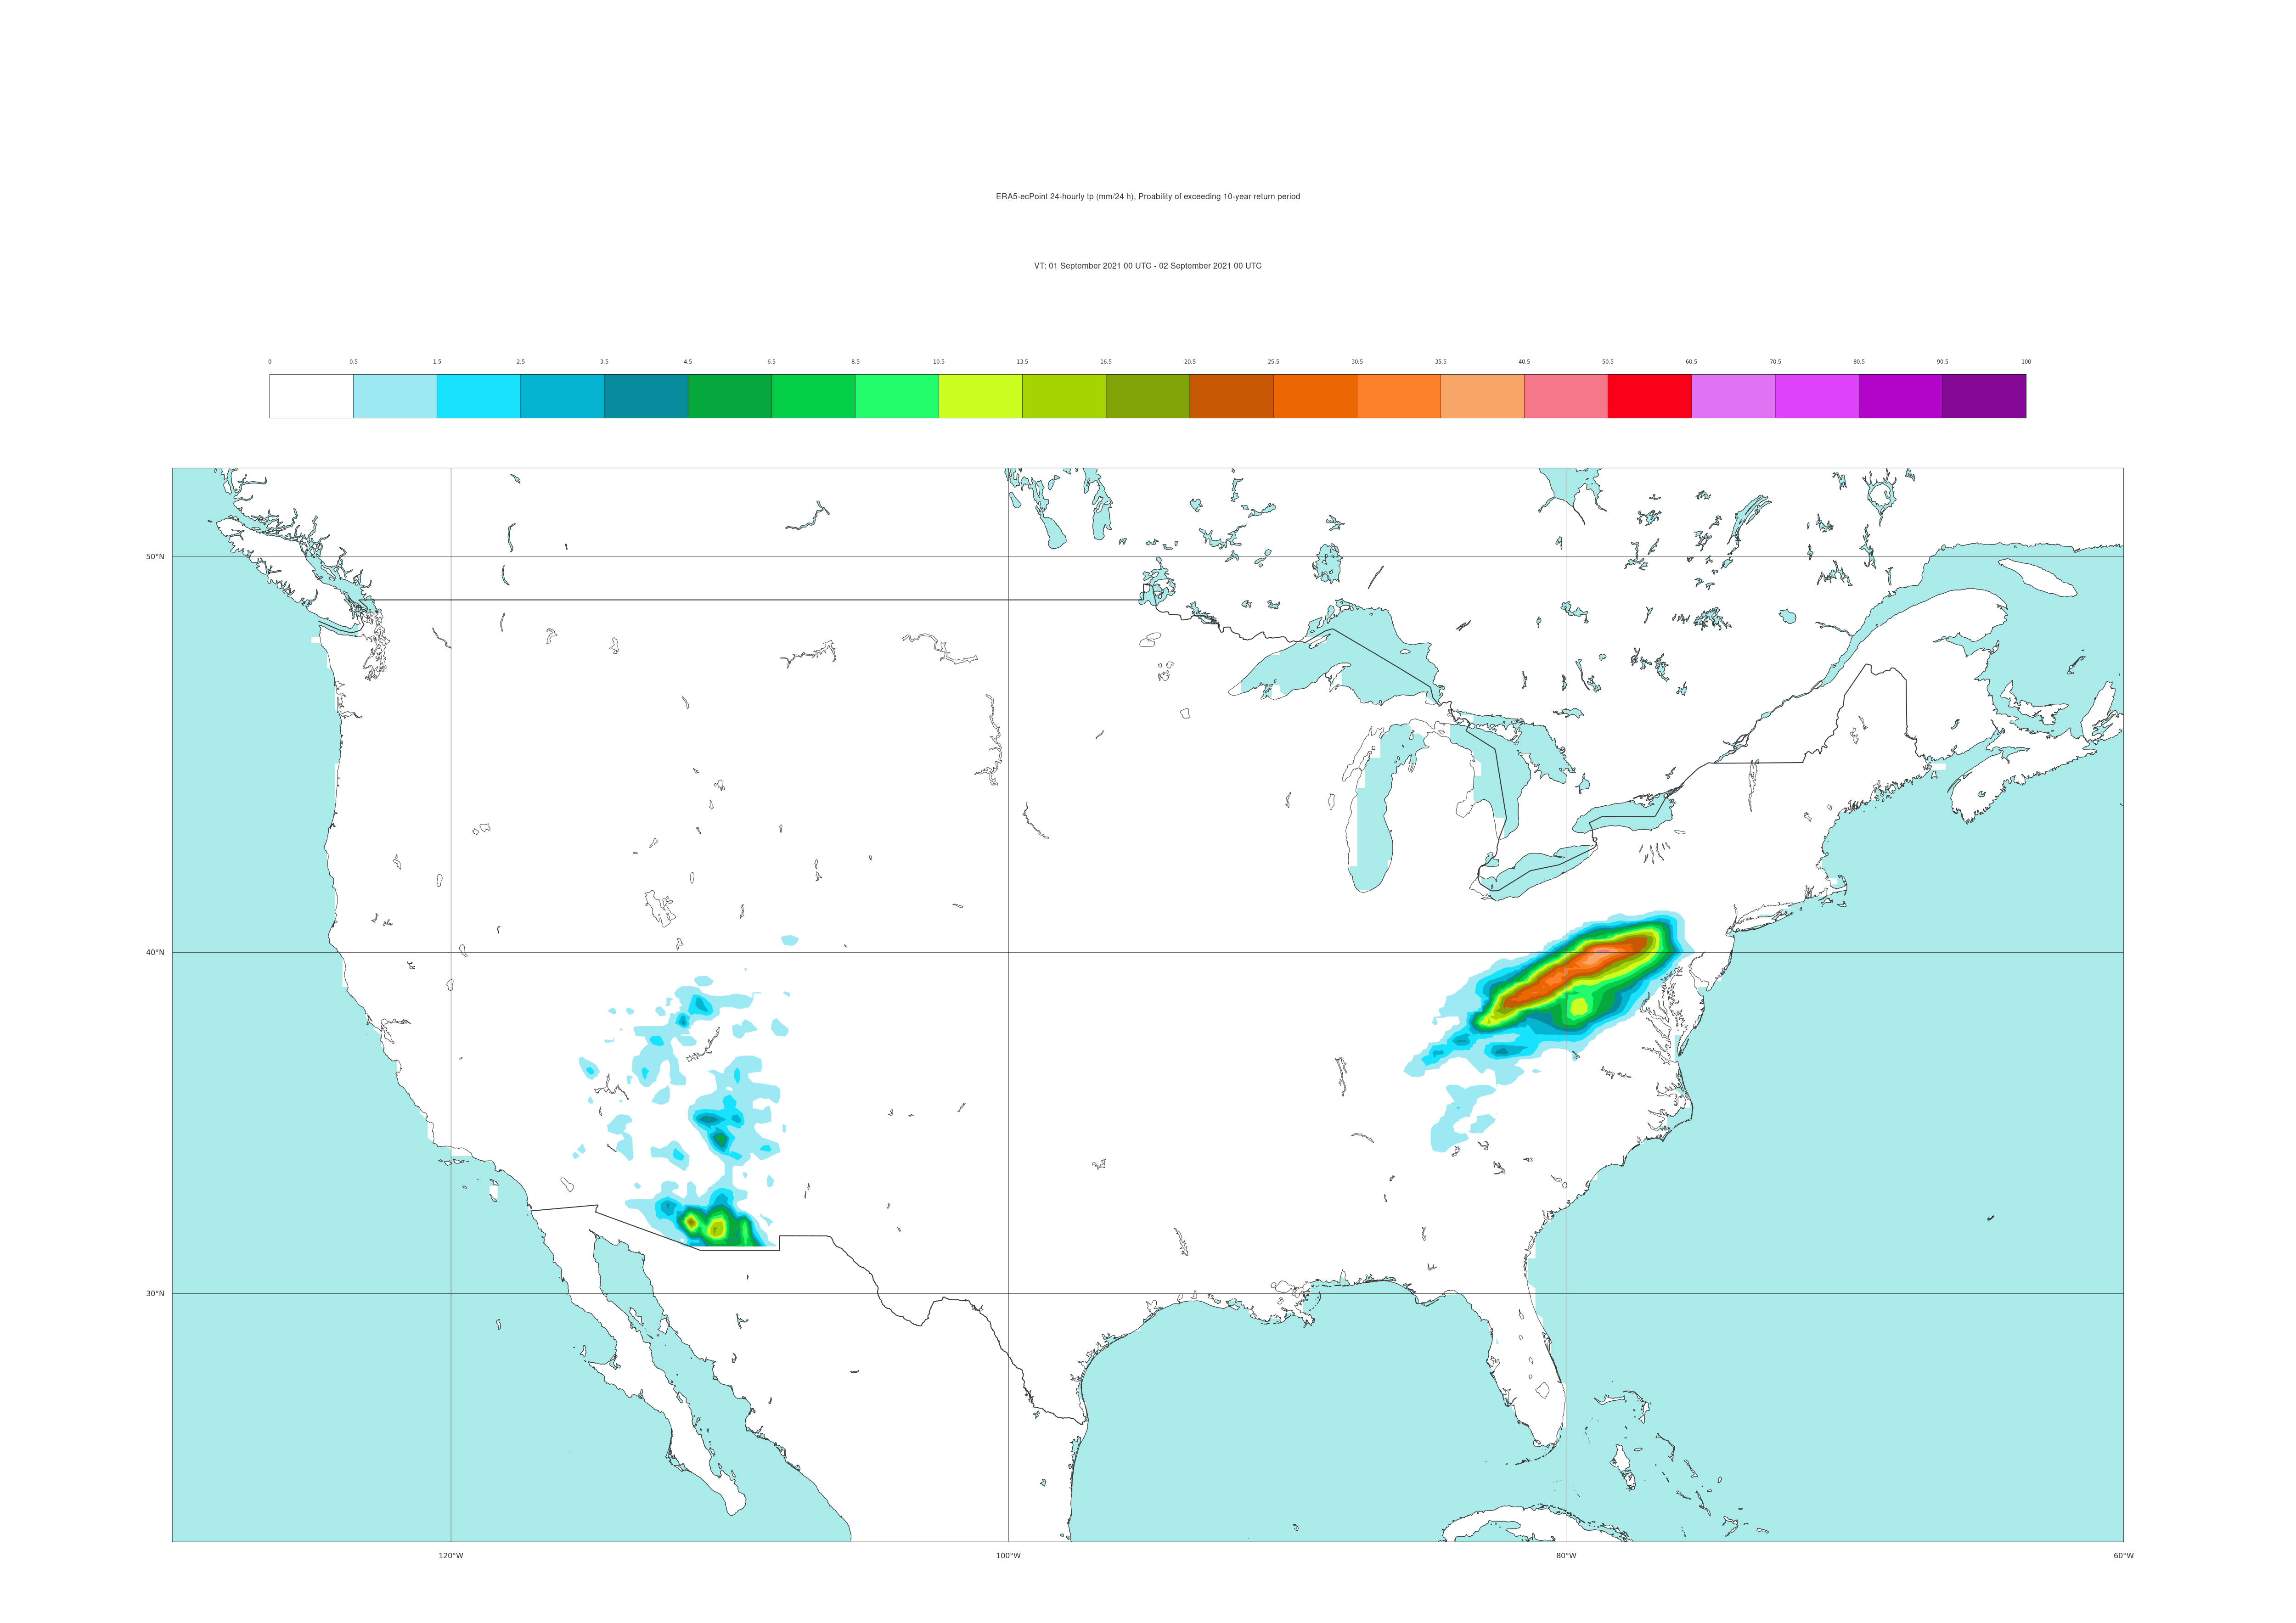 ERA5-ecPoint 24-hourly tp (mm/24 h), Proability of exceeding 10-year return period
VT: 01 September 2021 00 UTC - 02 September 2021 00 UTC
0 0.5 1.5 2.5 3.5 4.5 6.5 8.5 10.5 13.5 16.5 20.5 25.5 30.5 35.5 40.5 50.5 60.5 70.5 80.5 90.5 100
50°N
40°N
30°N
120°W 100°W 80°W 60°W